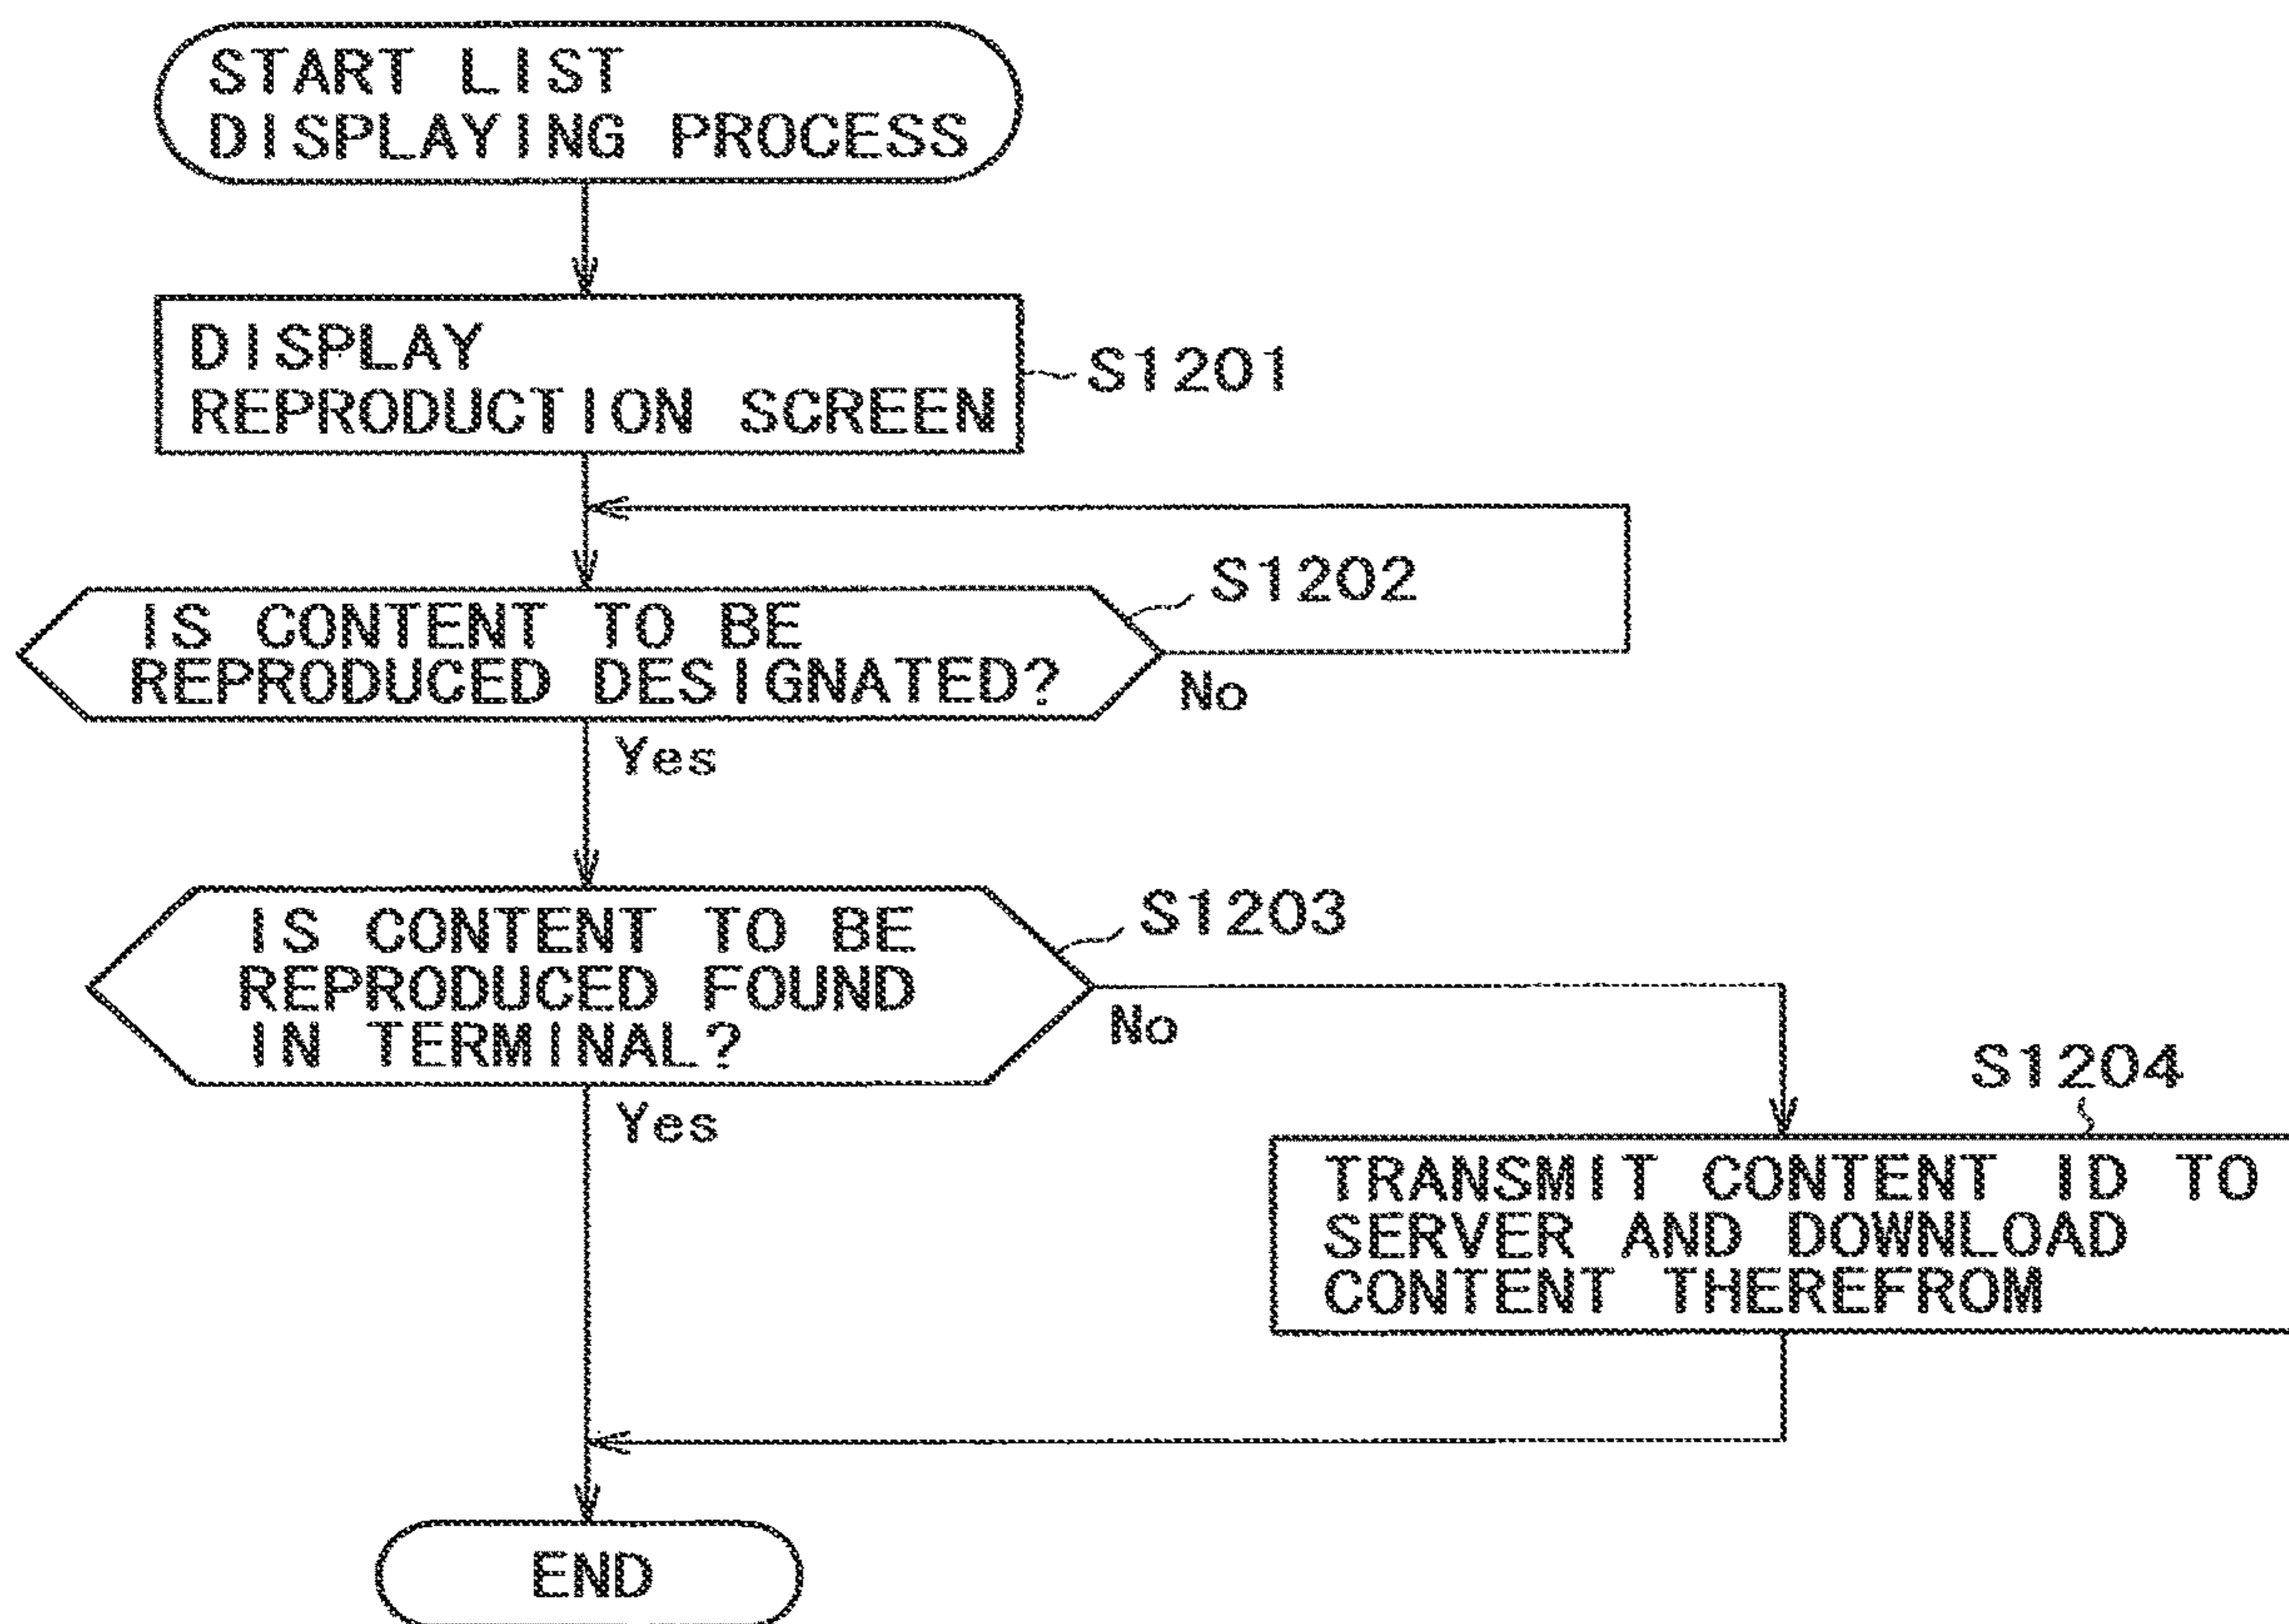 START LIST
DISPLAYING PROCESS
DISPLAY
REPRODUCTION SCREEN
S1201
S1202
IS CONTENT TO BE
REPRODUCED DESIGNATED?
No
Yes
S1203
IS CONTENT TO BE
REPRODUCED FOUND
IN TERMINAL?
No
Yes
S1204
TRANSMIT CONTENT ID TO
SERVER AND DOWNLOAD
CONTENT THEREFROM
END